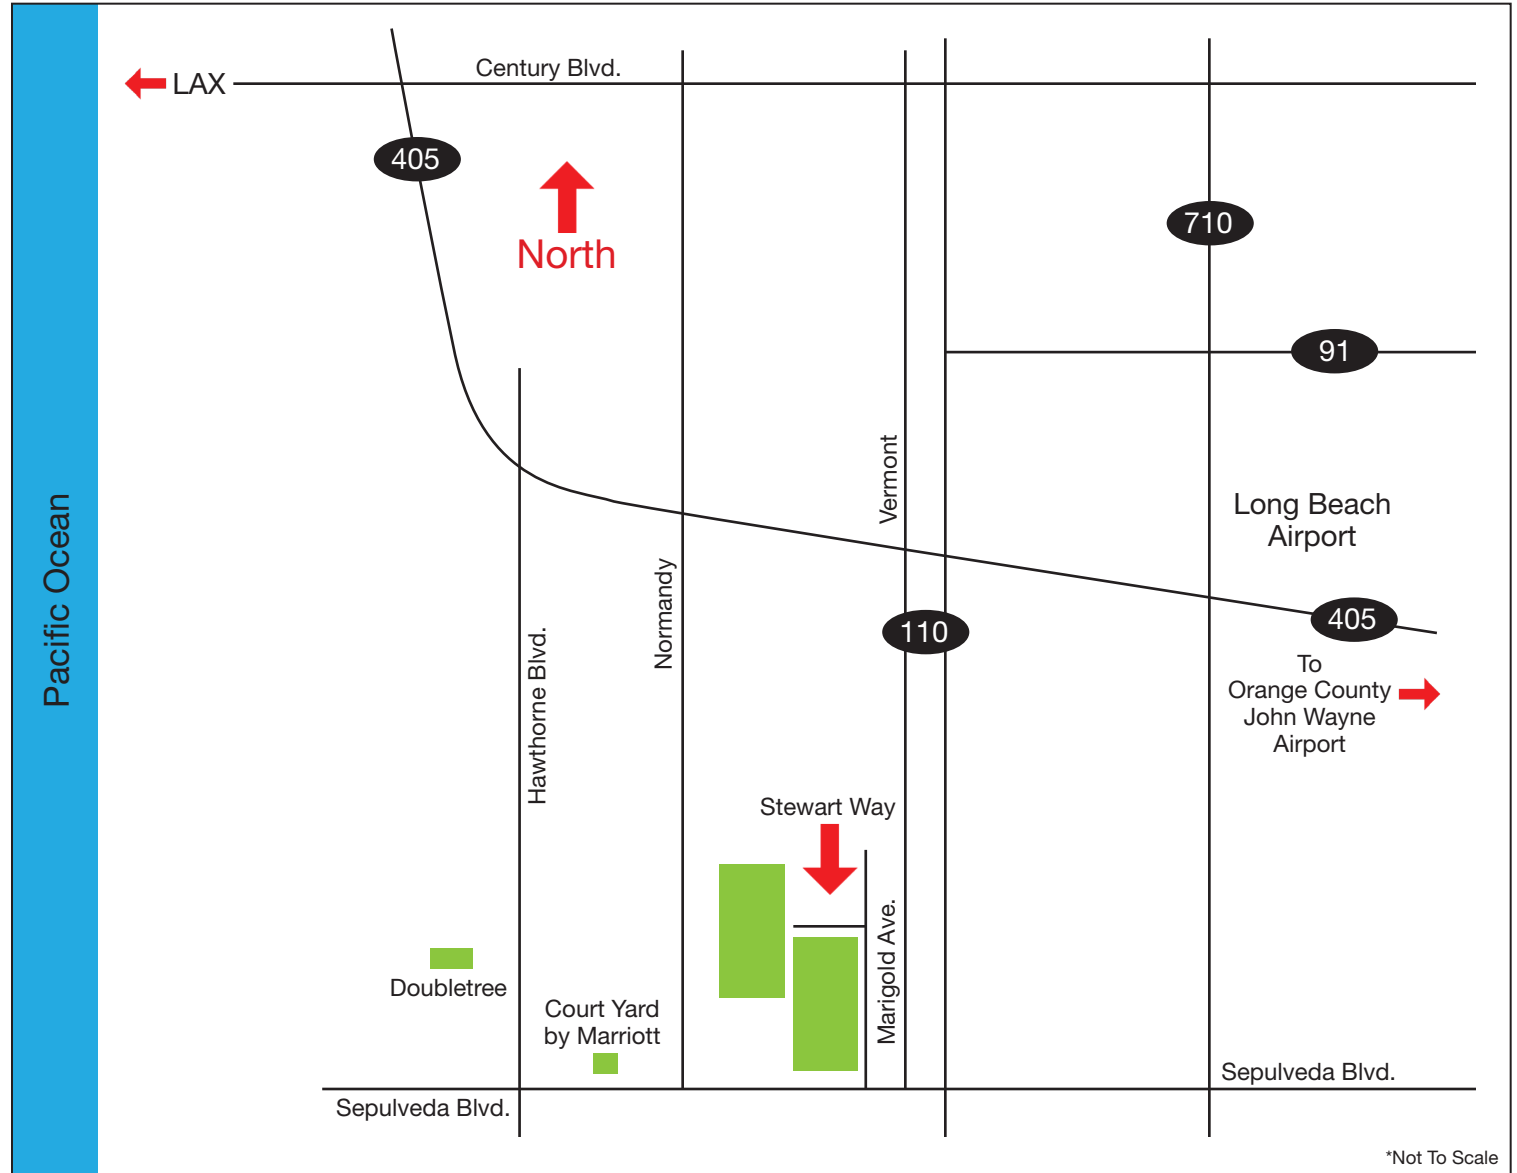 Century Blvd.
LAX
405
North
710
91
Pacific Ocean
Vermont
Long Beach
Airport
Normandy
Hawthorne Blvd.
110
405
To
Orange County
John Wayne
Airport
Stewart Way
Marigold Ave.
Doubletree
Court Yard
by Marriott
Sepulveda Blvd.
Sepulveda Blvd.
*Not To Scale